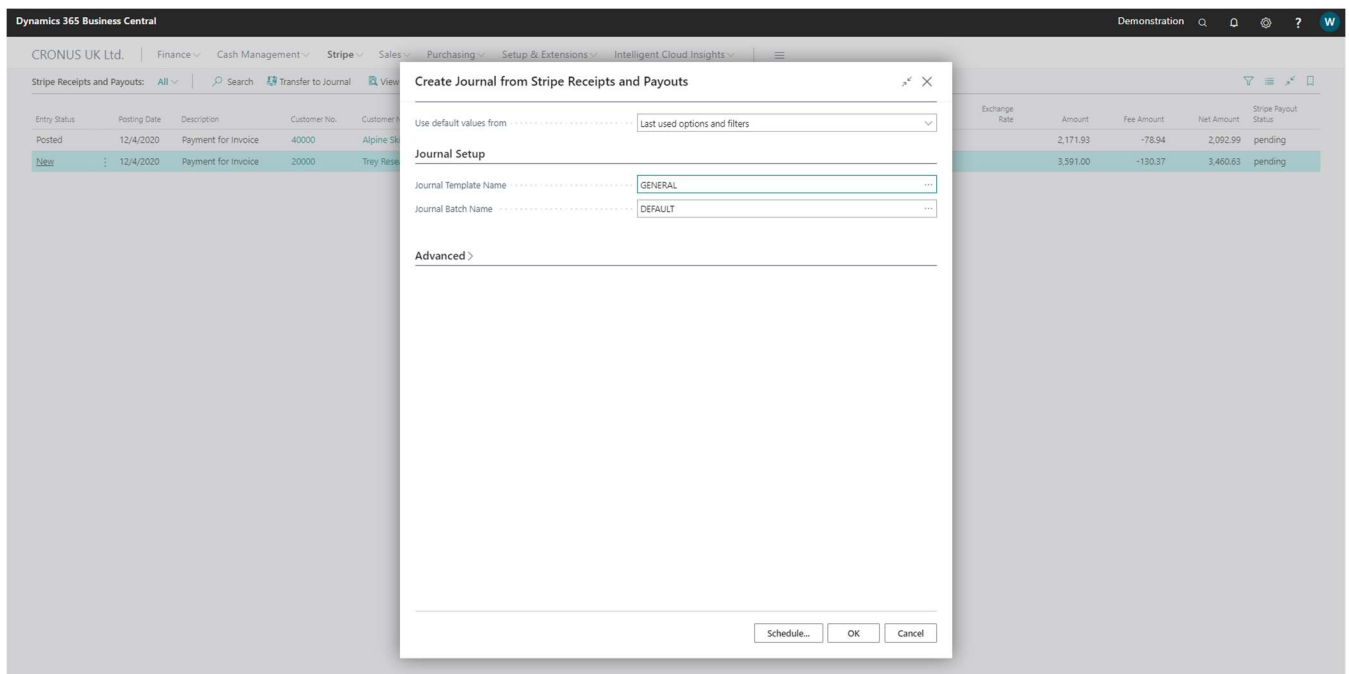 Dynamics 365 Business Central Demonstration ? W
CRONUS UK Ltd. Finance Cash Management Stripe Sales Purchasing Setup & Extensions Intelligent Cloud Insights
Stripe Receipts and Payouts: All Search Transfer to Journal View
Create Journal from Stripe Receipts and Payouts
Entry Status Posting Date Description Customer No. Customer Exchange Rate Amount Fee Amount Net Amount Stripe Payout Status
Posted 12/4/2020 Payment for Invoice 40000 Alpine 2,171.93 -78.94 2,092.99 pending
New 12/4/2020 Payment for Invoice 20000 Trey 3,591.00 -130.37 3,460.63 pending
Use default values from Last used options and filters
Journal Setup
Journal Template Name GENERAL ...
Journal Batch Name DEFAULT ...
Advanced >
Schedule... OK Cancel